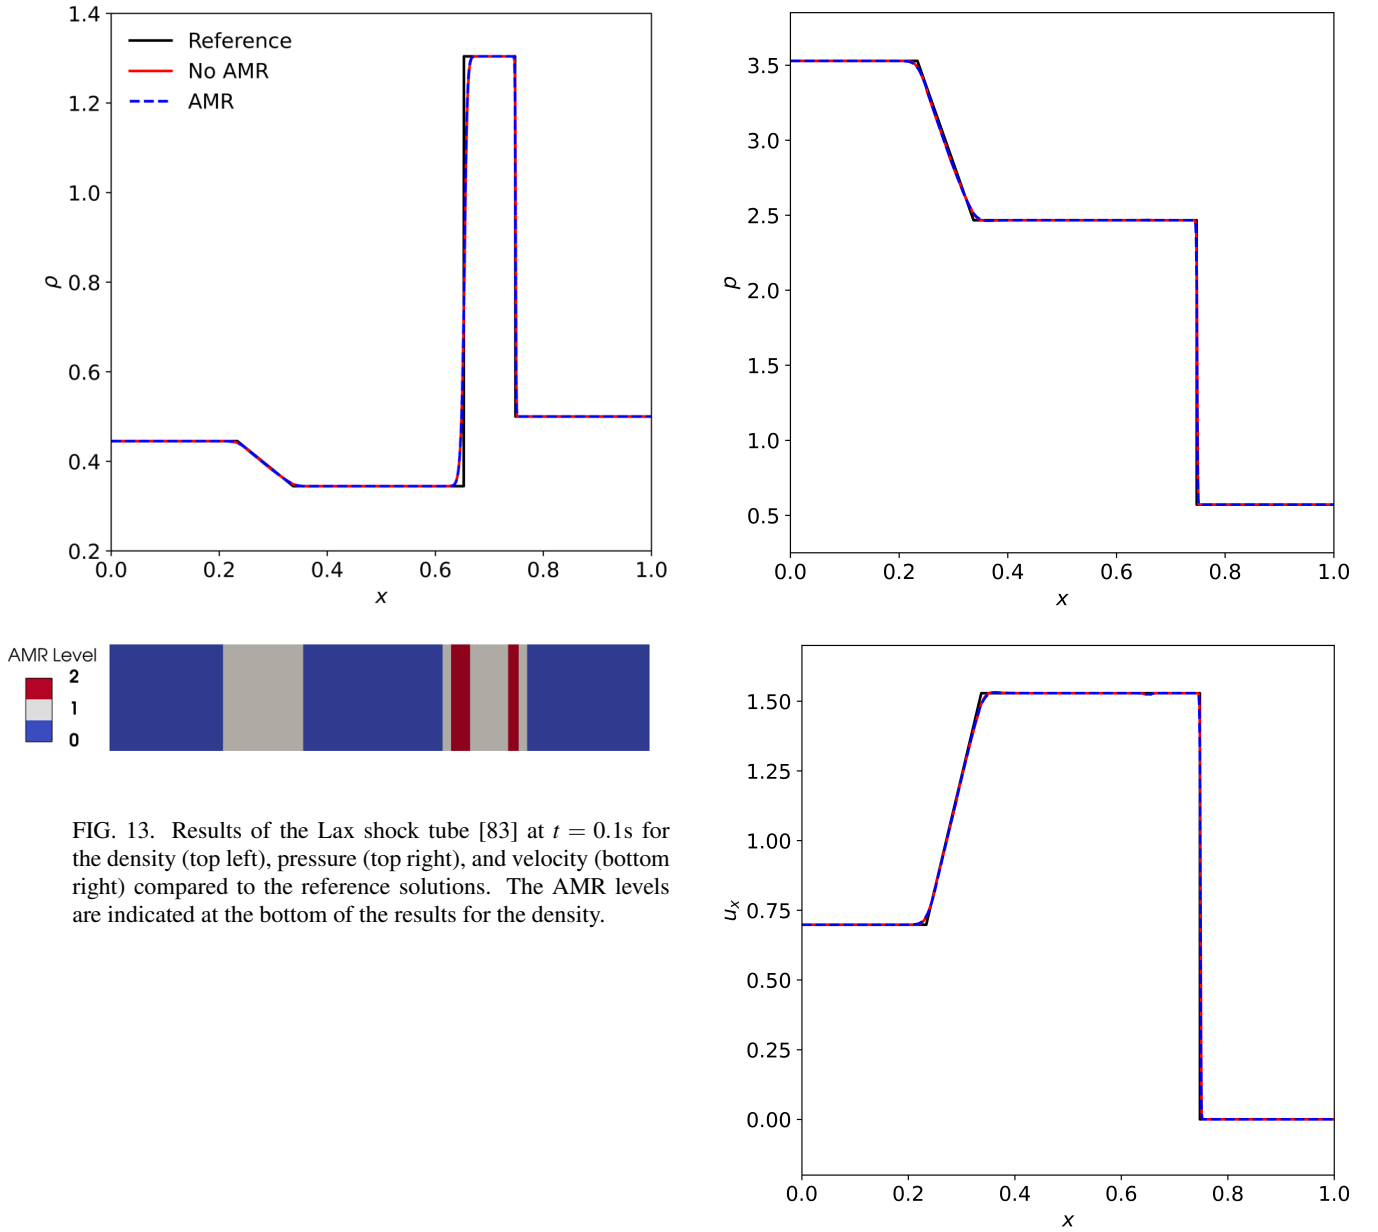 1.4
1.2
1.0
0.8
0.6
0.4
0.2
ρ
Reference
No AMR
AMR
0.0 0.2 0.4 0.6 0.8 1.0
x
3.5
3.0
2.5
2.0
1.5
1.0
0.5
p
0.0 0.2 0.4 0.6 0.8 1.0
x
AMR Level
2
1
0
FIG. 13. Results of the Lax shock tube [83] at t = 0.1s for
the density (top left), pressure (top right), and velocity (bottom
right) compared to the reference solutions. The AMR levels
are indicated at the bottom of the results for the density.
1.50
1.25
1.00
0.75
0.50
0.25
0.00
uₓ
0.0 0.2 0.4 0.6 0.8 1.0
x